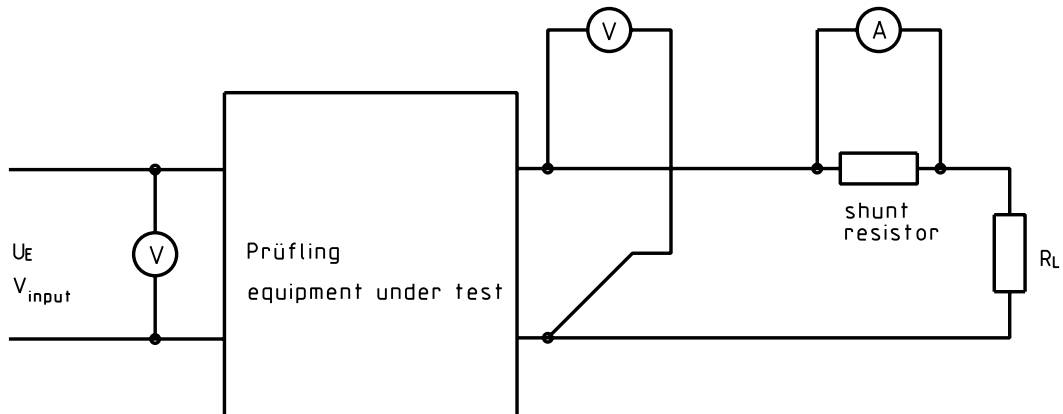 V
A
UE
Vinput
V
Prüfling
equipment under test
shunt
resistor
RL